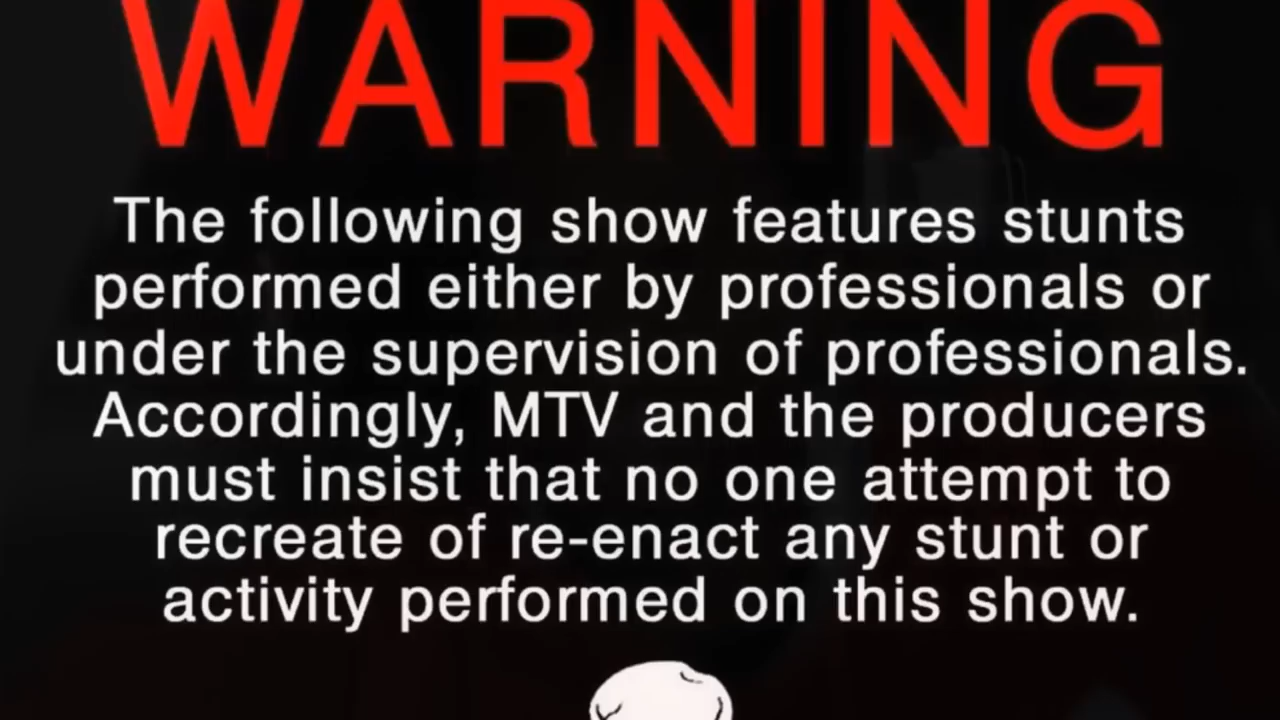 WARNING
The following show features stunts
performed either by professionals or
under the supervision of professionals.
Accordingly, MTV and the producers
must insist that no one attempt to
recreate of re-enact any stunt or
activity performed on this show.